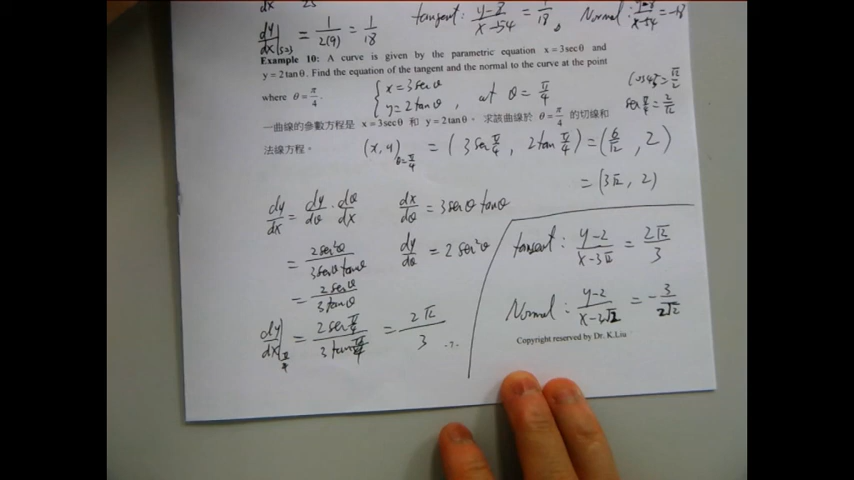 dy/dx|s=3 = 1/2(9) = 1/18
tangent: y-8/x-54 = 1/18, Normal: y-8/x-54 = -18
Example 10: A curve is given by the parametric equation x = 3secθ and
y = 2tanθ. Find the equation of the tangent and the normal to the curve at the point
where θ = π/4.
{ x = 3secθ
y = 2tanθ, at θ = π/4
cos π/4 = √2/2
sec π/4 = 2/√2
一曲線的參數方程是 x = 3secθ 和 y = 2tanθ。求該曲線於 θ = π/4 的切線和
法線方程。
(x, y)θ=π/4 = (3sec π/4, 2tan π/4) = (6/√2, 2)
= (3√2, 2)
dy/dx = dy/dθ · dθ/dx
dx/dθ = 3secθ tanθ
= 2sec²θ/3secθ tanθ
dy/dθ = 2sec²θ
= 2secθ/3tanθ
dy/dx|π/4 = 2sec π/4 / 3tan π/4 = 2√2/3
tangent: y-2/x-3√2 = 2√2/3
Normal: y-2/x-3√2 = -3/2√2
-7-
Copyright reserved by Dr. K.Liu